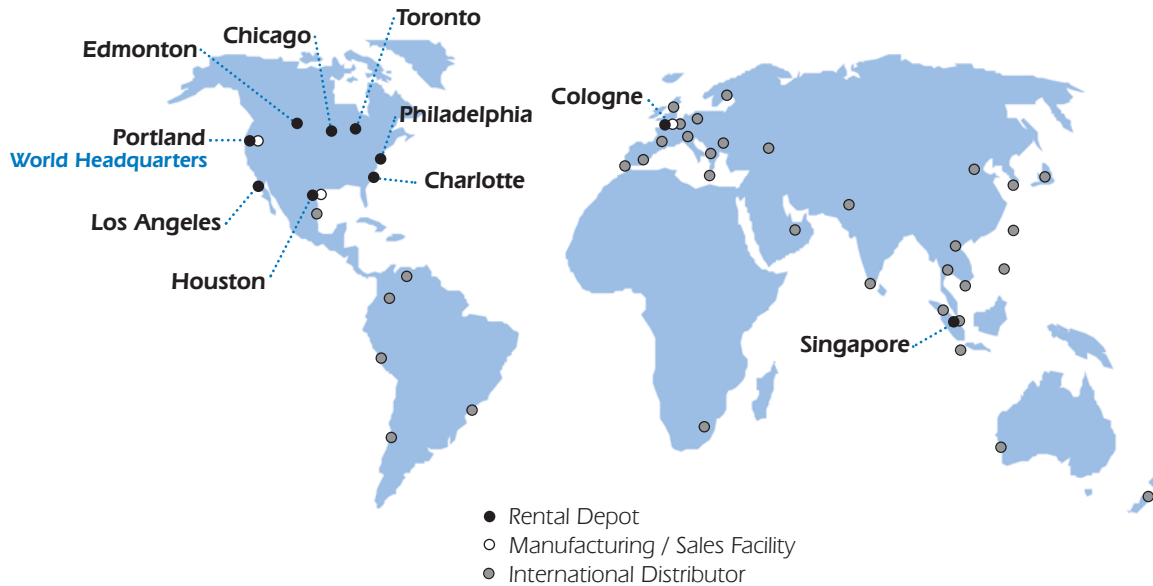 Toronto
Chicago
Edmonton
Cologne
Philadelphia
Portland
World Headquarters
Charlotte
Los Angeles
Houston
Singapore
Rental Depot
Manufacturing / Sales Facility
International Distributor